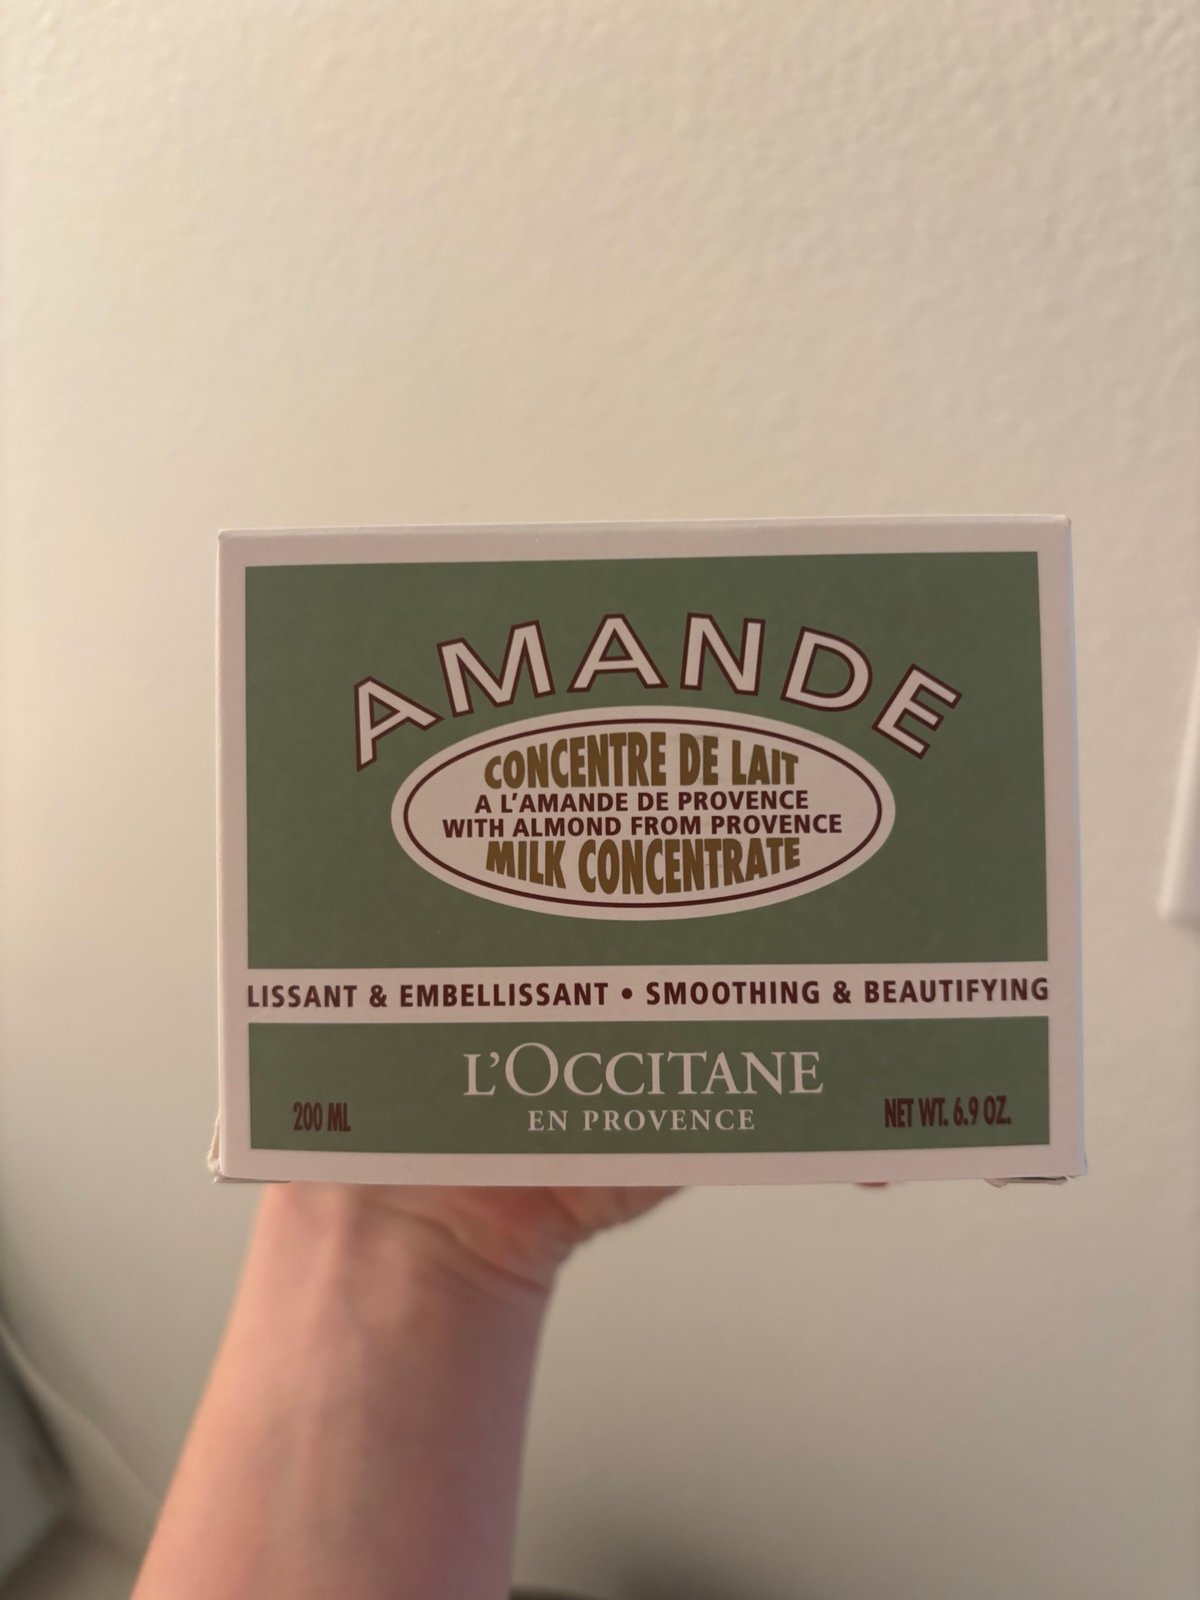 AMANDE
CONCENTRE DE LAIT
A L'AMANDE DE PROVENCE
WITH ALMOND FROM PROVENCE
MILK CONCENTRATE
LISSANT & EMBELLISSANT • SMOOTHING & BEAUTIFYING
L'OCCITANE
EN PROVENCE
200 ML
NET WT. 6.9 OZ.